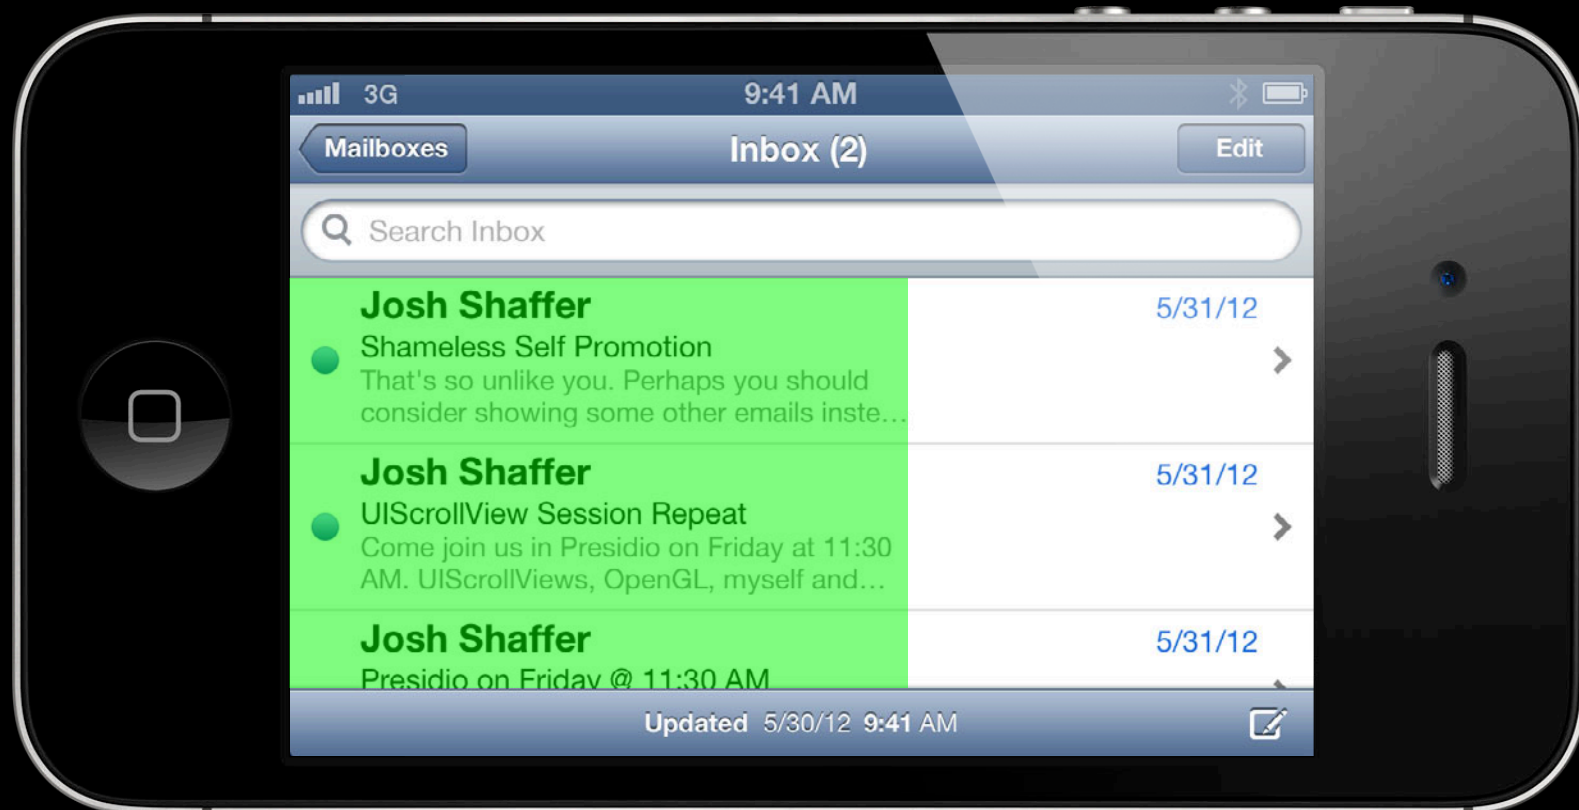 3G 9:41 AM
Mailboxes Inbox (2) Edit
Search Inbox
Josh Shaffer 5/31/12
Shameless Self Promotion
That's so unlike you. Perhaps you should
consider showing some other emails inste…
Josh Shaffer 5/31/12
UIScrollView Session Repeat
Come join us in Presidio on Friday at 11:30
AM. UIScrollViews, OpenGL, myself and…
Josh Shaffer 5/31/12
Presidio on Friday @ 11:30 AM
Updated 5/30/12 9:41 AM